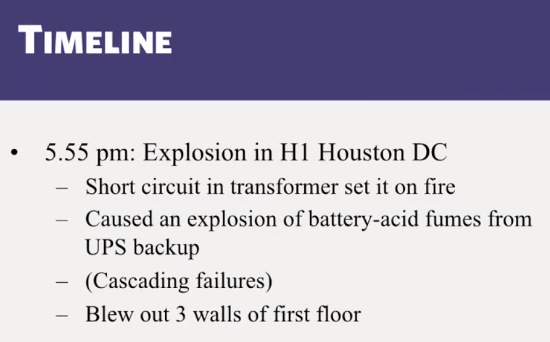 TIMELINE
• 5.55 pm: Explosion in H1 Houston DC
– Short circuit in transformer set it on fire
– Caused an explosion of battery-acid fumes from
UPS backup
– (Cascading failures)
– Blew out 3 walls of first floor